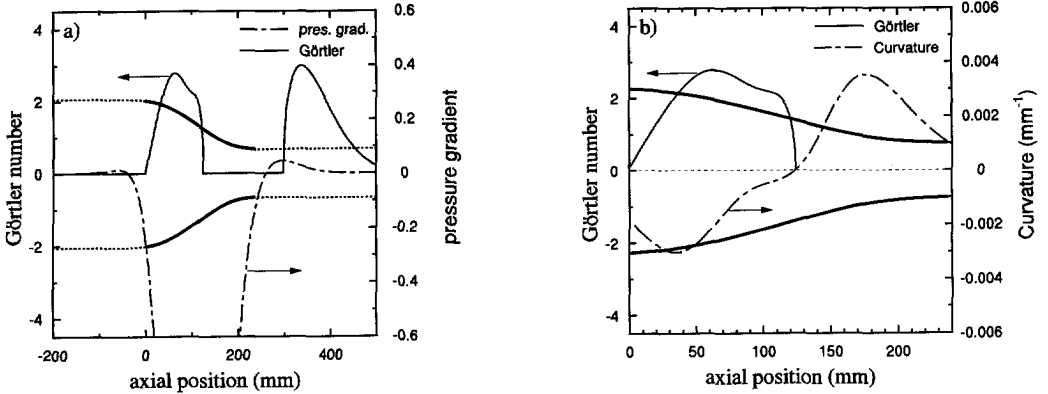 a)
pres. grad.
Görtler
Görtler number
4
2
0
-2
-4
0.6
0.4
0.2
0
-0.2
-0.4
-0.6
pressure gradient
-200
0
200
400
axial position (mm)
b)
Görtler
Curvature
Görtler number
4
2
0
-2
-4
0.006
0.004
0.002
0
-0.002
-0.004
-0.006
Curvature (mm⁻¹)
0
50
100
150
200
axial position (mm)